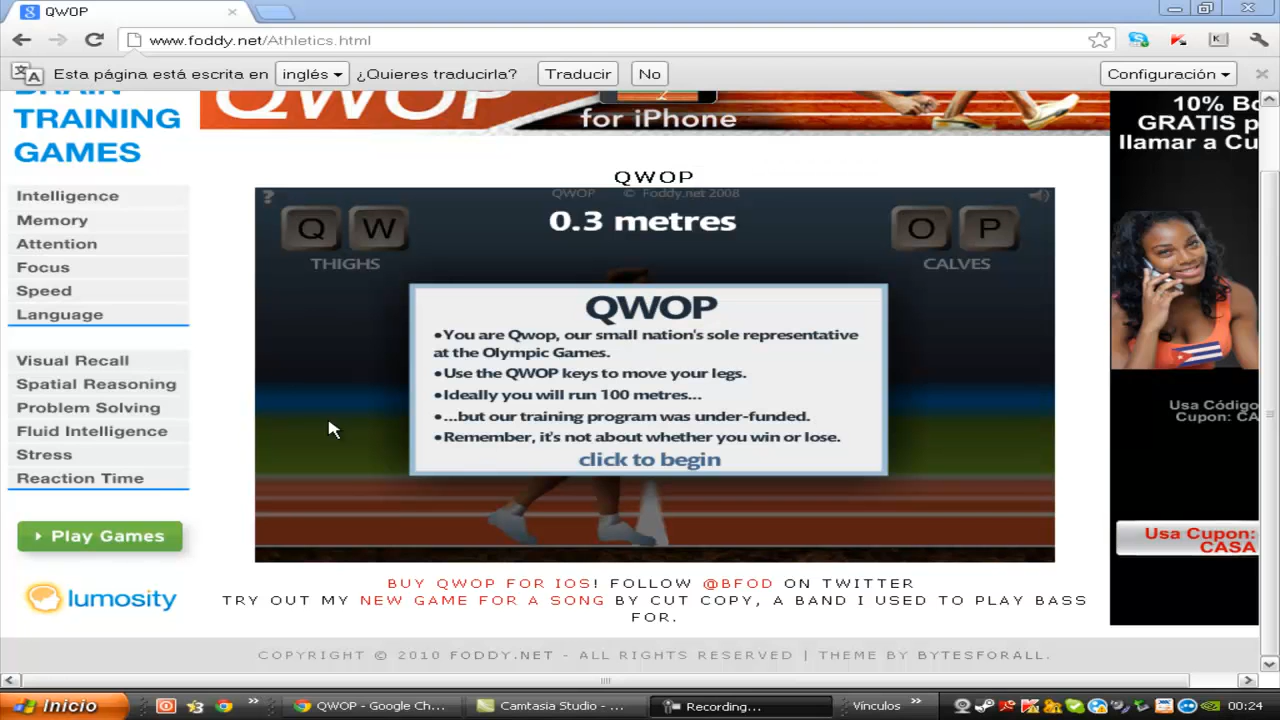 QWOP
www.foddy.net/Athletics.html
Esta página está escrita en inglés ¿Quieres traducirla? Traducir No Configuración
BRAIN
TRAINING
GAMES
Intelligence
Memory
Attention
Focus
Speed
Language
Visual Recall
Spatial Reasoning
Problem Solving
Fluid Intelligence
Stress
Reaction Time
Play Games
lumosity
QWOP
for iPhone
QWOP
QWOP © Foddy.net 2008
?
0.3 metres
Q W
THIGHS
O P
CALVES
QWOP
•You are Qwop, our small nation's sole representative
at the Olympic Games.
•Use the QWOP keys to move your legs.
•Ideally you will run 100 metres...
•...but our training program was under-funded.
•Remember, it's not about whether you win or lose.
click to begin
BUY QWOP FOR IOS! FOLLOW @BFOD ON TWITTER
TRY OUT MY NEW GAME FOR A SONG BY CUT COPY, A BAND I USED TO PLAY BASS
FOR.
COPYRIGHT © 2010 FODDY.NET - ALL RIGHTS RESERVED | THEME BY BYTESFORALL.
10% Bo
GRATIS p
llamar a Cu
Usa Código
Cupon: CA
Usa Cupon:
CASA
Inicio
QWOP - Google Ch...
Camtasia Studio - ...
Recording...
Vínculos
00:24